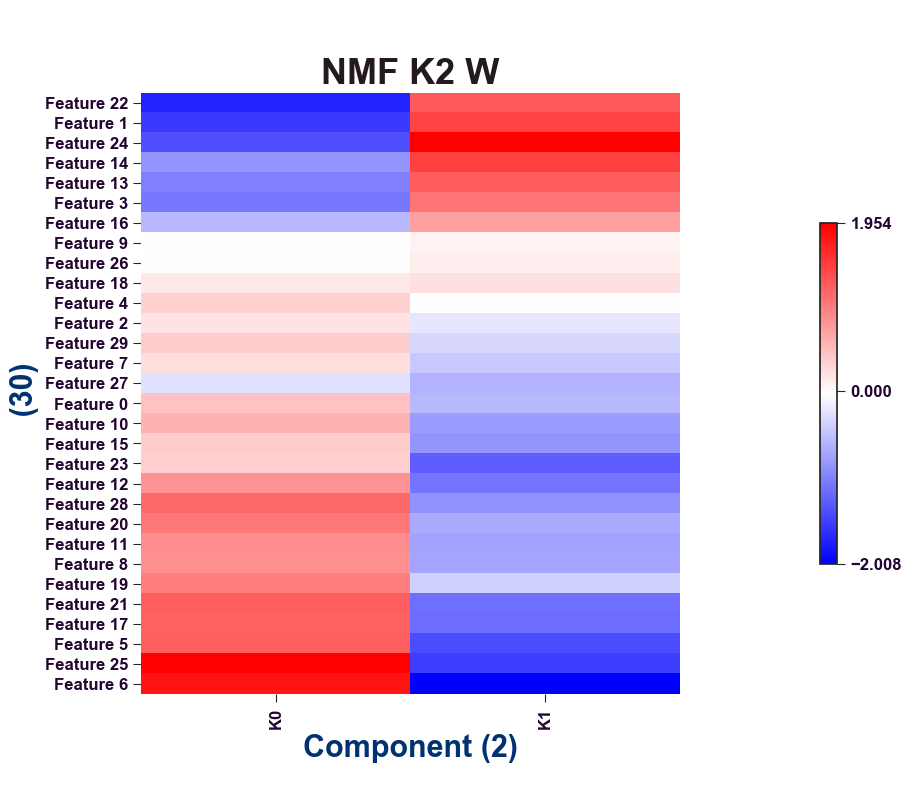 NMF K2 W
Feature 22
Feature 1
Feature 24
Feature 14
Feature 13
Feature 3
Feature 16
Feature 9
Feature 26
Feature 18
Feature 4
Feature 2
Feature 29
Feature 7
Feature 27
Feature 0
Feature 10
Feature 15
Feature 23
Feature 12
Feature 28
Feature 20
Feature 11
Feature 8
Feature 19
Feature 21
Feature 17
Feature 5
Feature 25
Feature 6
(30)
K0
K1
Component (2)
1.954
0.000
−2.008